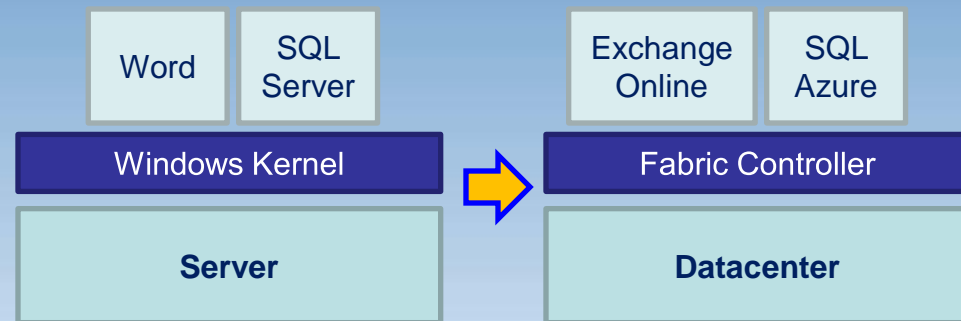 Word
SQL
Server
Exchange
Online
SQL
Azure
Windows Kernel
Fabric Controller
Server
Datacenter